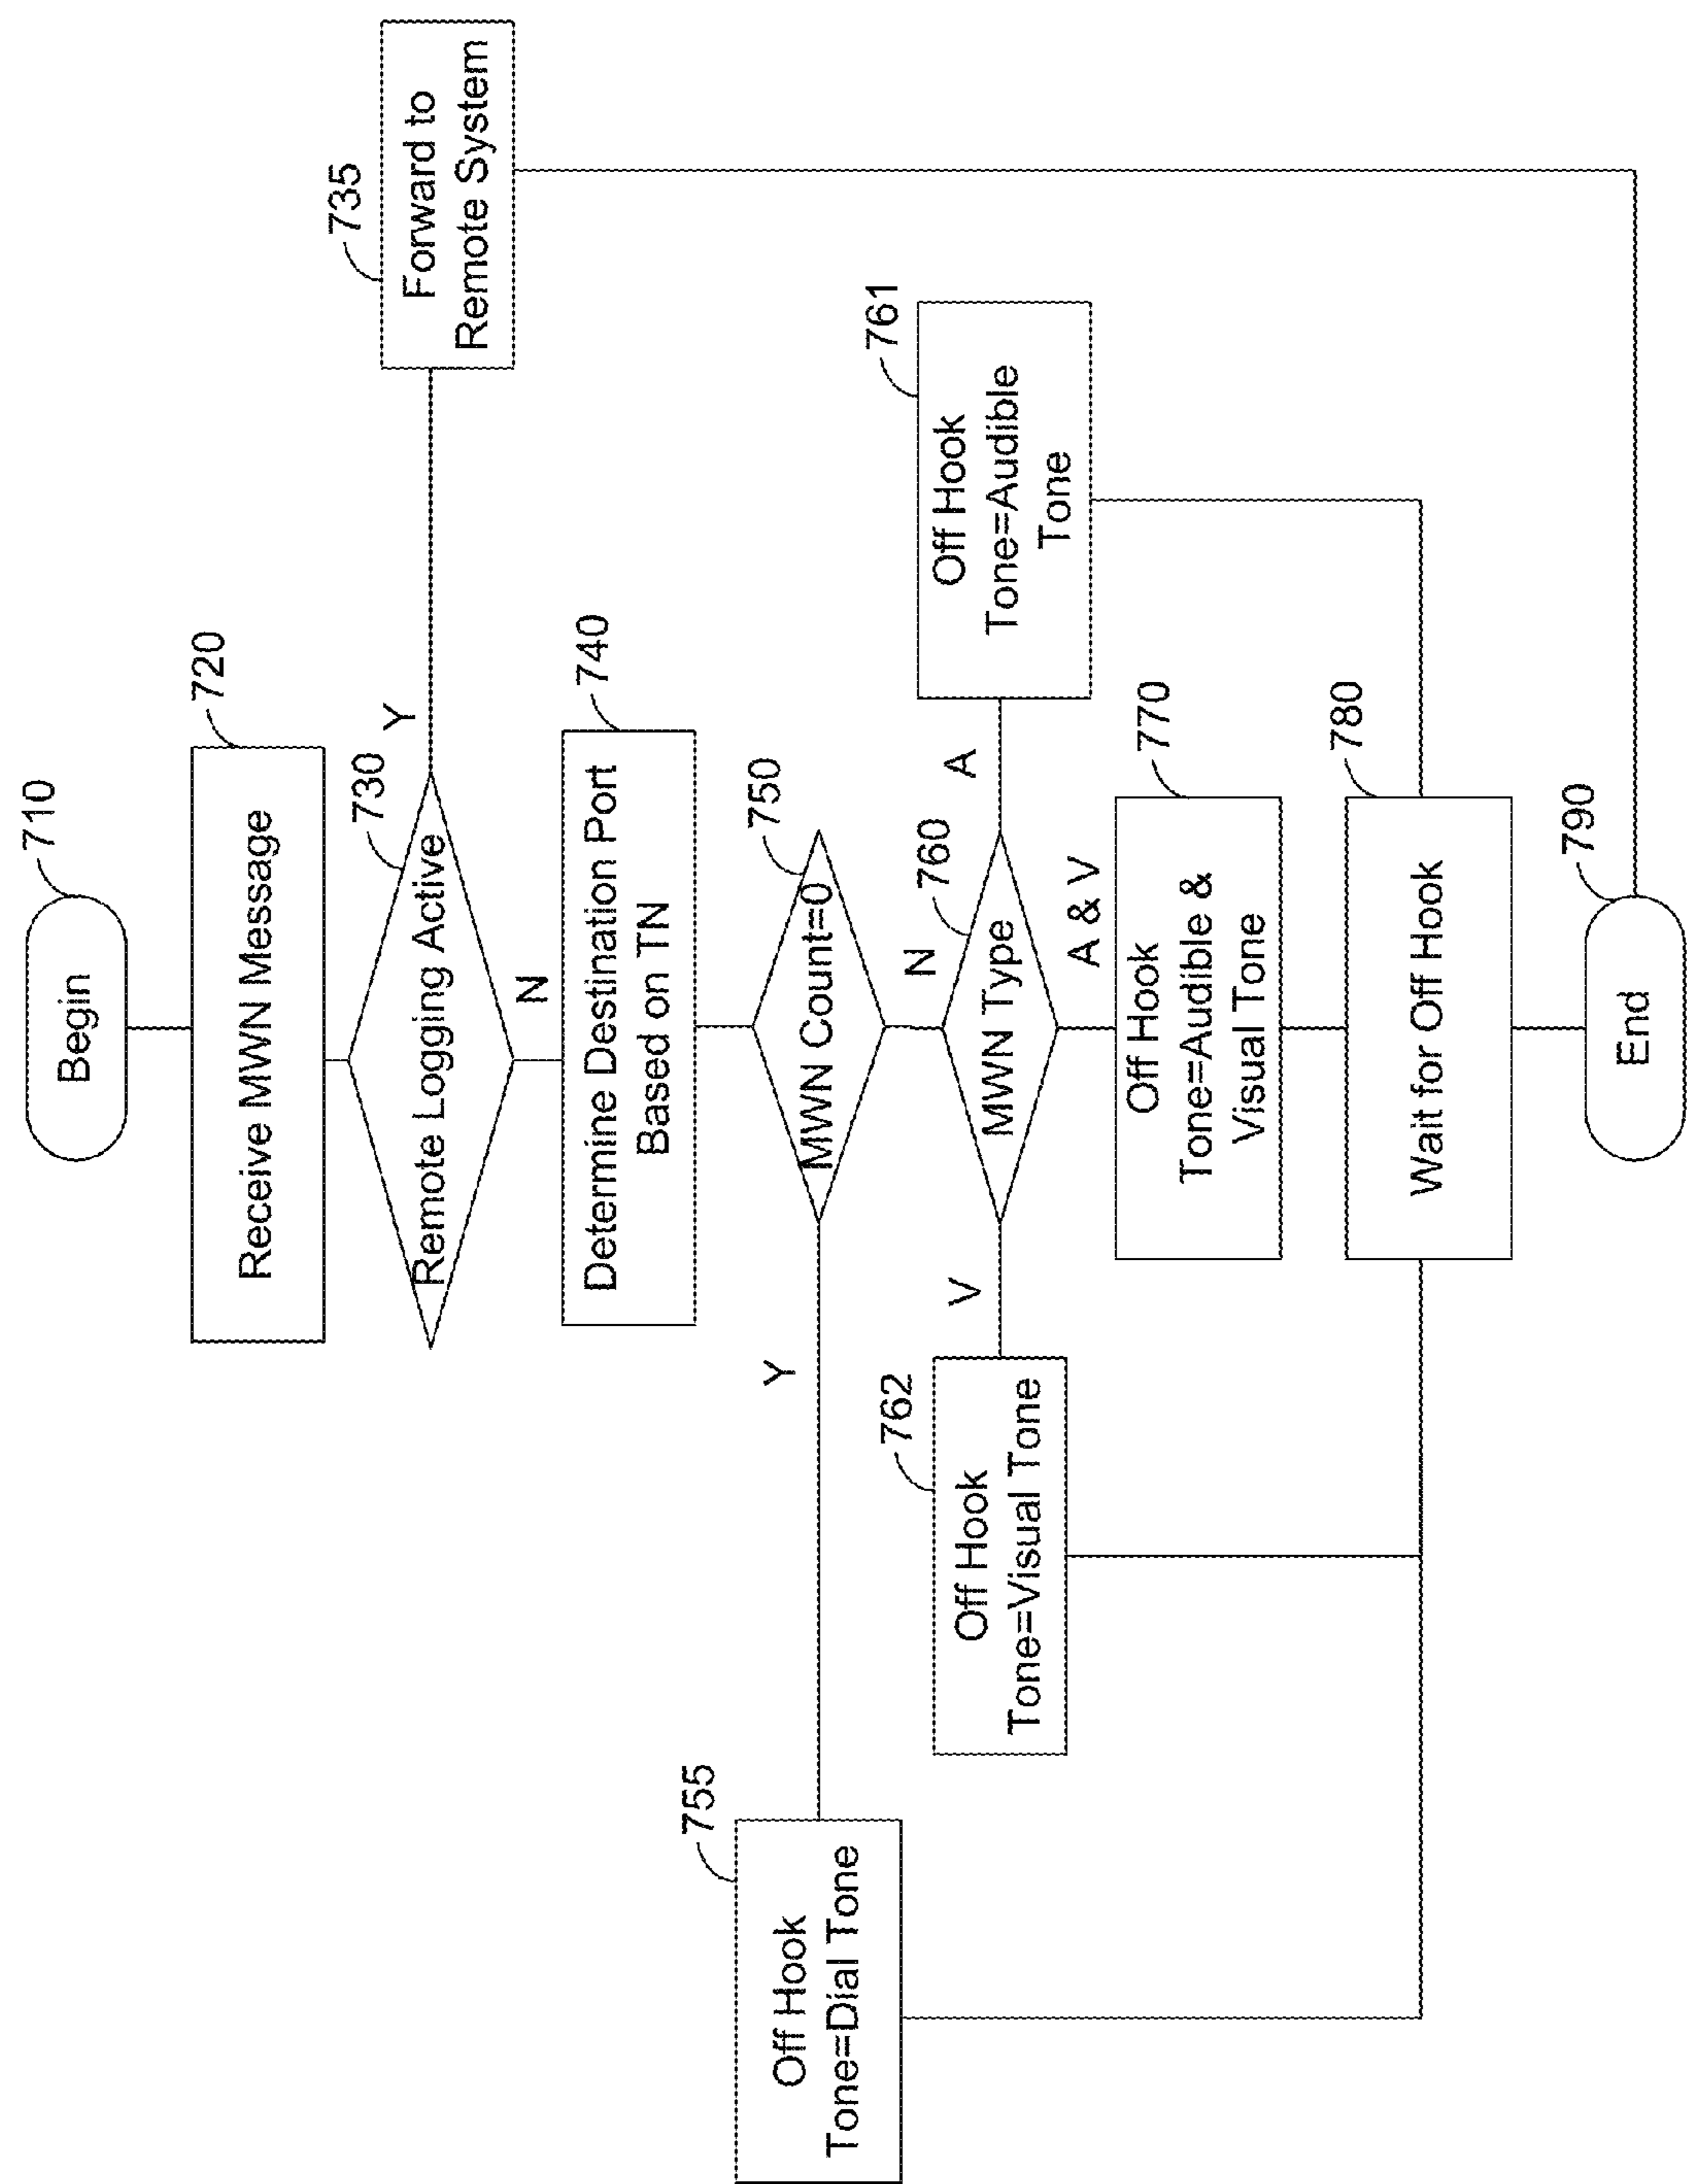 710
Begin
720
Receive MWN Message
730
Remote Logging Active
Y
735
Forward to
Remote System
N
740
Determine Destination Port
Based on TN
750
MWN Count=0
Y
755
Off Hook
Tone=Dial Tone
N
760
MWN Type
V
762
Off Hook
Tone=Visual Tone
A
761
Off Hook
Tone=Audible
Tone
A & V
770
Off Hook
Tone=Audible &
Visual Tone
780
Wait for Off Hook
790
End